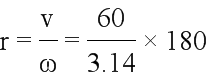 r = v/ω = 60/3.14 × 180